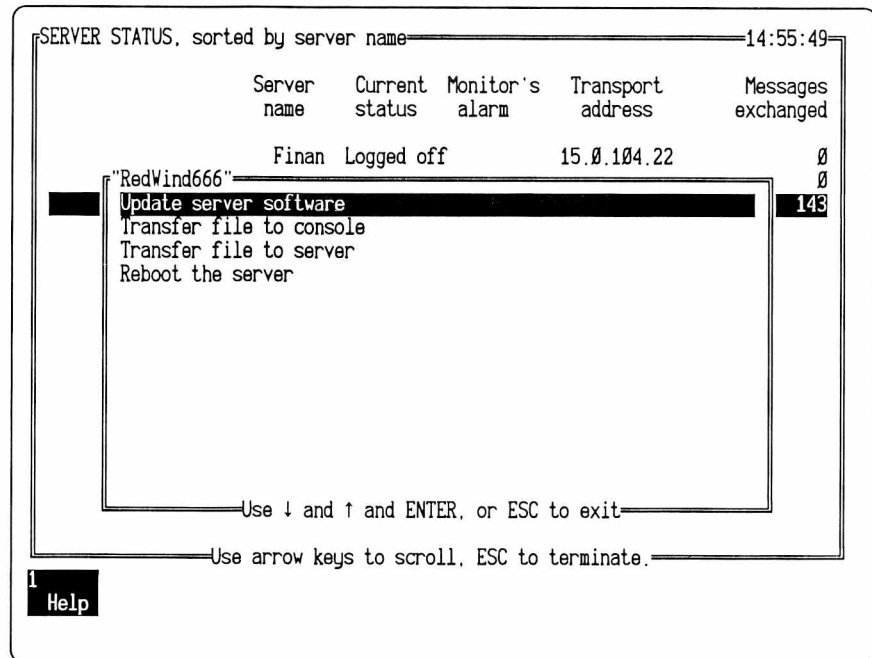 SERVER STATUS, sorted by server name 14:55:49
Server Current Monitor's Transport Messages
name status alarm address exchanged
Finan Logged off 15.0.104.22 0
"RedWind666" 0
Update server software 143
Transfer file to console
Transfer file to server
Reboot the server
Use ↓ and ↑ and ENTER, or ESC to exit
Use arrow keys to scroll, ESC to terminate.
1
Help